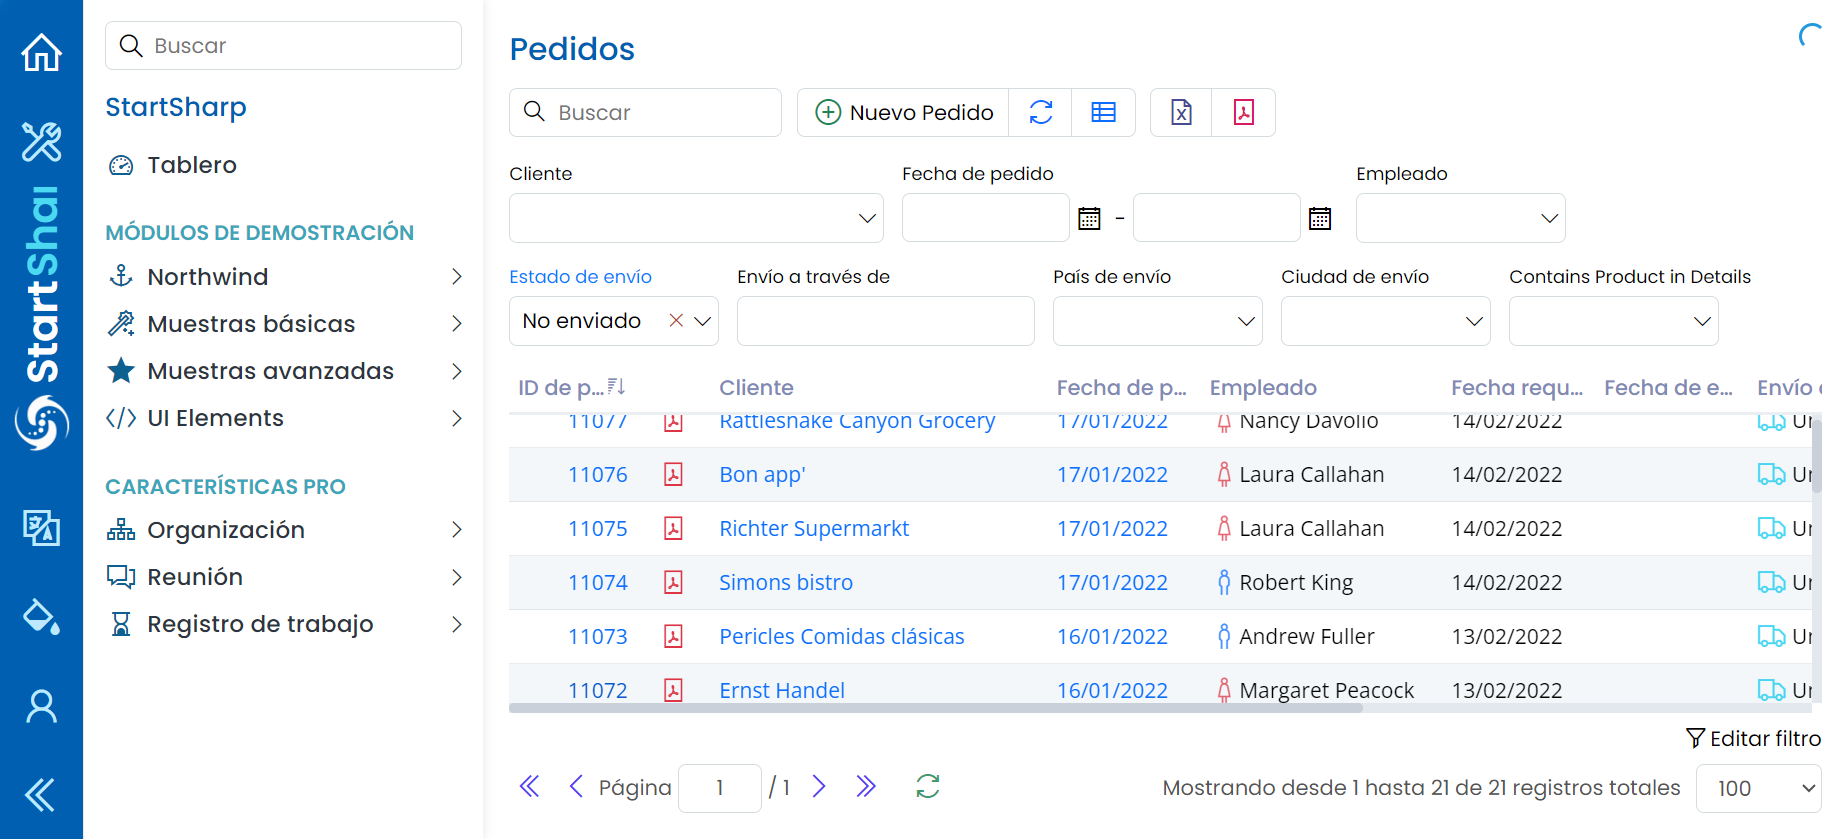 StartShar
Buscar
StartSharp
Tablero
MÓDULOS DE DEMOSTRACIÓN
Northwind
Muestras básicas
Muestras avanzadas
UI Elements
CARACTERÍSTICAS PRO
Organización
Reunión
Registro de trabajo
Pedidos
Buscar
Nuevo Pedido
Cliente
Fecha de pedido
-
Empleado
Estado de envío
Envío a través de
País de envío
Ciudad de envío
Contains Product in Details
No enviado
ID de p... Cliente Fecha de p... Empleado Fecha requ... Fecha de e... Envío
11077 Rattlesnake Canyon Grocery 17/01/2022 Nancy Davolio 14/02/2022
11076 Bon app' 17/01/2022 Laura Callahan 14/02/2022
11075 Richter Supermarkt 17/01/2022 Laura Callahan 14/02/2022
11074 Simons bistro 17/01/2022 Robert King 14/02/2022
11073 Pericles Comidas clásicas 16/01/2022 Andrew Fuller 13/02/2022
11072 Ernst Handel 16/01/2022 Margaret Peacock 13/02/2022
Editar filtro
Página 1 / 1
Mostrando desde 1 hasta 21 de 21 registros totales 100